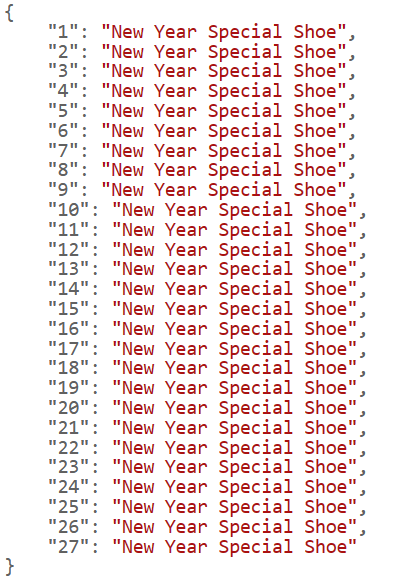 {
    "1": "New Year Special Shoe",
    "2": "New Year Special Shoe",
    "3": "New Year Special Shoe",
    "4": "New Year Special Shoe",
    "5": "New Year Special Shoe",
    "6": "New Year Special Shoe",
    "7": "New Year Special Shoe",
    "8": "New Year Special Shoe",
    "9": "New Year Special Shoe",
    "10": "New Year Special Shoe",
    "11": "New Year Special Shoe",
    "12": "New Year Special Shoe",
    "13": "New Year Special Shoe",
    "14": "New Year Special Shoe",
    "15": "New Year Special Shoe",
    "16": "New Year Special Shoe",
    "17": "New Year Special Shoe",
    "18": "New Year Special Shoe",
    "19": "New Year Special Shoe",
    "20": "New Year Special Shoe",
    "21": "New Year Special Shoe",
    "22": "New Year Special Shoe",
    "23": "New Year Special Shoe",
    "24": "New Year Special Shoe",
    "25": "New Year Special Shoe",
    "26": "New Year Special Shoe",
    "27": "New Year Special Shoe"
}